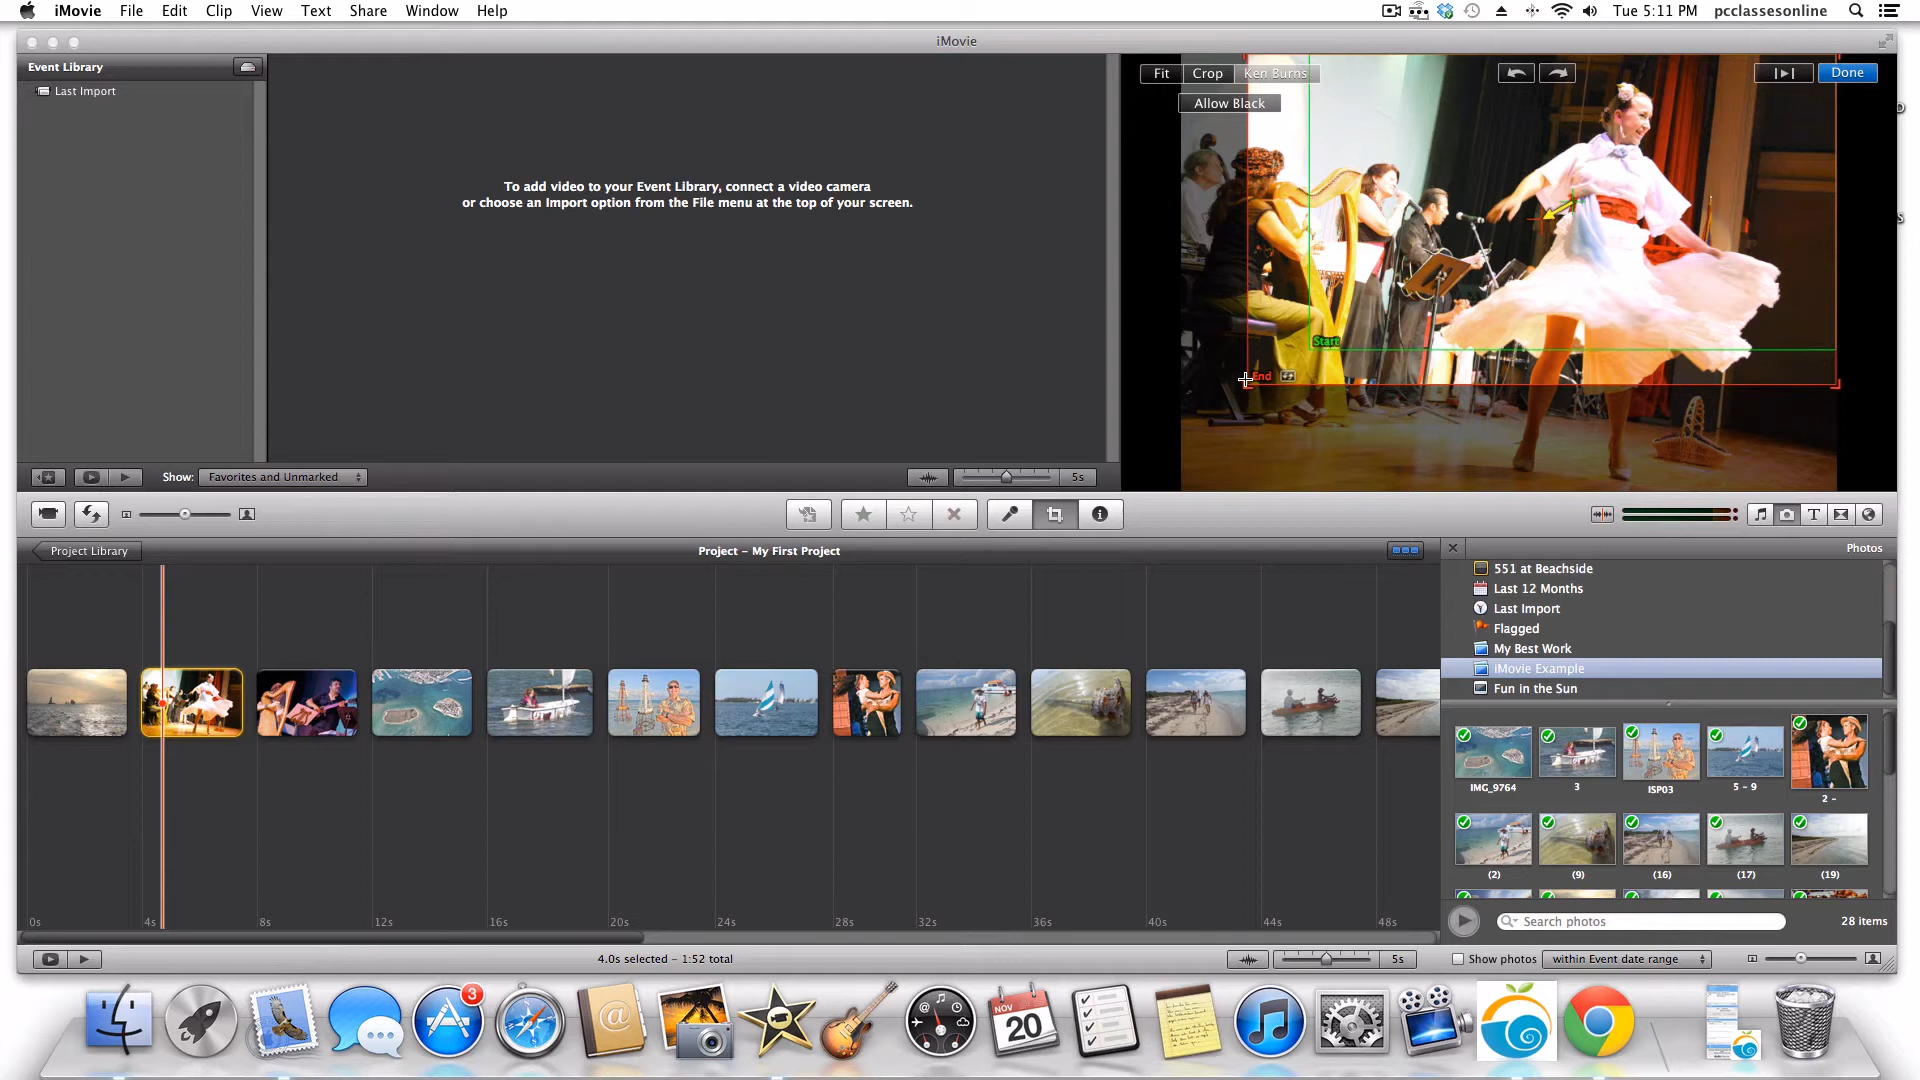 iMovie File Edit Clip View Text Share Window Help Tue 5:11 PM pcclassesonline
iMovie
Event Library
Last Import
To add video to your Event Library, connect a video camera
or choose an Import option from the File menu at the top of your screen.
Fit Crop Ken Burns Done
Allow Black
Start
End
Show: Favorites and Unmarked 5s
Project Library Project - My First Project Photos
551 at Beachside
Last 12 Months
Last Import
Flagged
My Best Work
iMovie Example
Fun in the Sun
IMG_9764 3 ISP03 5 - 9 2 -
(2) (9) (16) (17) (19)
0s 4s 8s 12s 16s 20s 24s 28s 32s 36s 40s 44s 48s
Search photos 28 items
4.0s selected - 1:52 total 5s Show photos within Event date range
3
NOV
20